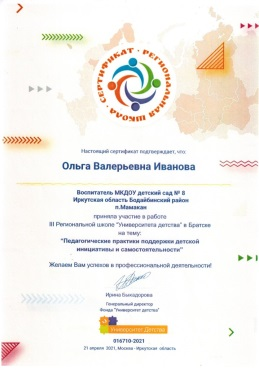 СЕРТИФИКАТ · РЕГИОНАЛЬНАЯ ШКОЛА ·
Настоящий сертификат подтверждает, что
Ольга Валерьевна Иванова
Воспитатель МКДОУ детский сад № 8
Иркутская область Бодайбинский район
п.Мамакан
приняла участие в работе
III Региональной школе "Университета детства" в Братске
на тему:
"Педагогические практики поддержки детской
инициативы и самостоятельности"
Желаем Вам успехов в профессиональной деятельности!
Ирина Быкодорова
Генеральный директор
Фонда "Университет детства"
Университет Детства
016710-2021
21 апреля 2021, Москва - Иркутская область